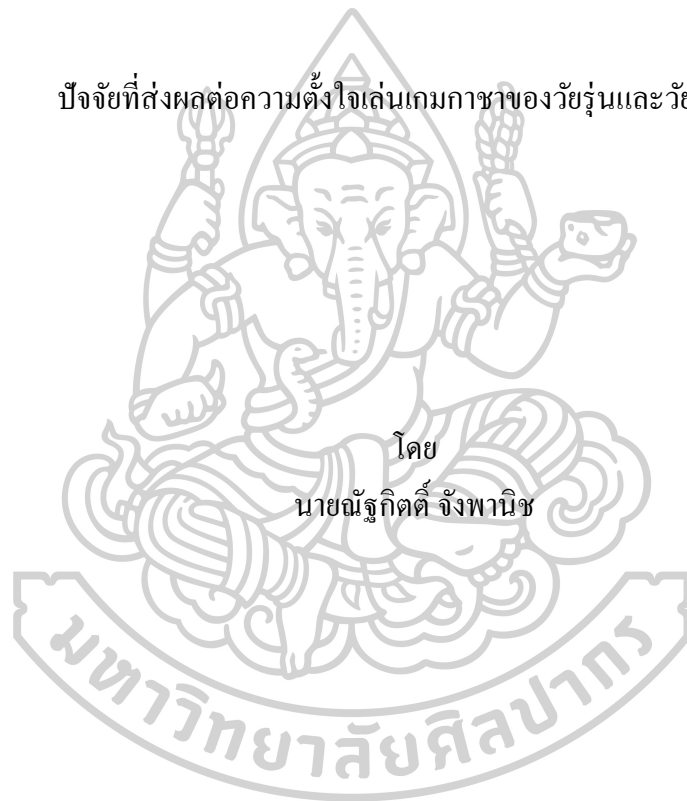 ปัจจัยที่ส่งผลต่อความตั้งใจเล่นเกมกาชาของวัยรุ่นและวัย
โดย
นายณัฐกิตติ์ จังพานิช
มหาวิทยาลัยศิลปากร